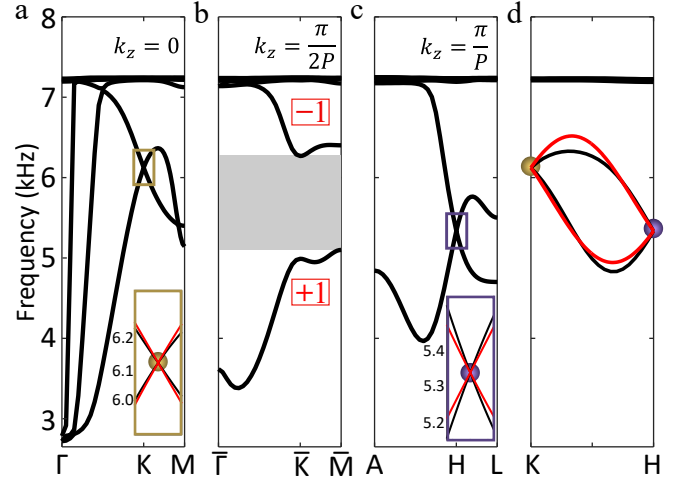 a b c d
k_z = 0
k_z = π/2P
k_z = π/P
Frequency (kHz)
8
7
6
5
4
3
−1
+1
6.2
6.1
6.0
5.4
5.3
5.2
Γ K M
Γ̅ K̅ M̅
A H L
K H